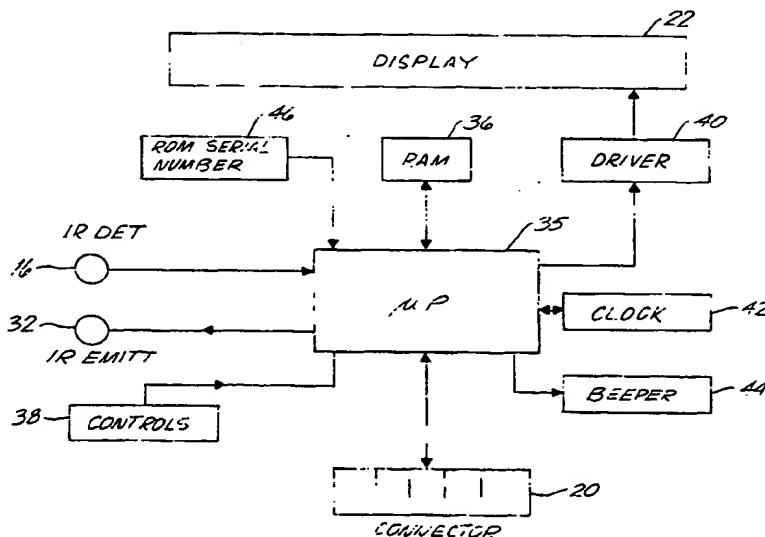 22
DISPLAY
46
ROM SERIAL
NUMBER
36
RAM
40
DRIVER
IR DET
16
35
μP
32
IR EMITT
CLOCK
42
38
CONTROLS
BEEPER
44
20
CONNECTOR